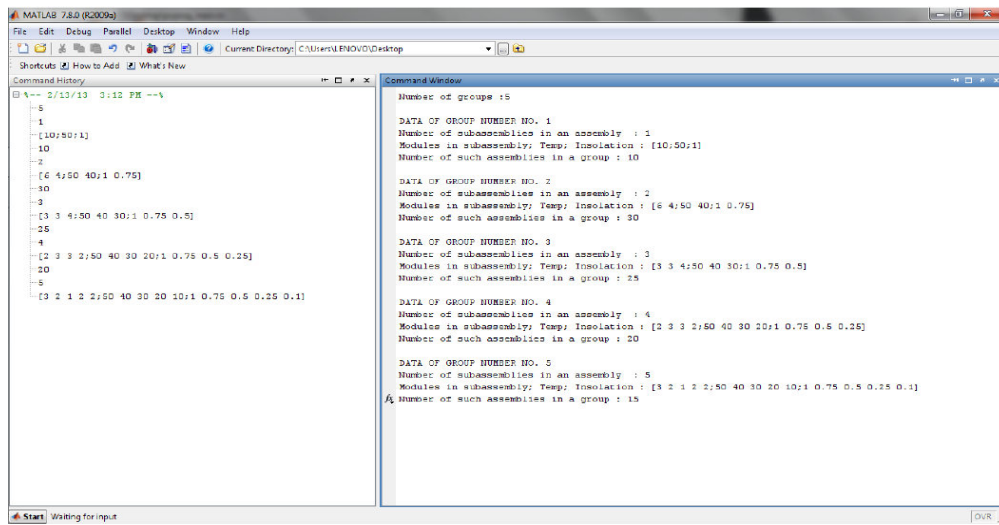 MATLAB 7.8.0 (R2009a)
File Edit Debug Parallel Desktop Window Help
Current Directory: C:\Users\LENOVO\Desktop
Shortcuts How to Add What's New
Command History
%-- 2/13/13 3:12 PM --%
5
1
[10;50;1]
10
2
[6 4;50 40;1 0.75]
30
3
[3 3 4;50 40 30;1 0.75 0.5]
25
4
[2 3 3 2;50 40 30 20;1 0.75 0.5 0.25]
20
5
[3 2 1 2 2;50 40 30 20 10;1 0.75 0.5 0.25 0.1]
Command Window
Number of groups :5
DATA OF GROUP NUMBER NO. 1
Number of subassemblies in an assembly : 1
Modules in subassembly; Temp; Insolation : [10;50;1]
Number of such assemblies in a group : 10
DATA OF GROUP NUMBER NO. 2
Number of subassemblies in an assembly : 2
Modules in subassembly; Temp; Insolation : [6 4;50 40;1 0.75]
Number of such assemblies in a group : 30
DATA OF GROUP NUMBER NO. 3
Number of subassemblies in an assembly : 3
Modules in subassembly; Temp; Insolation : [3 3 4;50 40 30;1 0.75 0.5]
Number of such assemblies in a group : 25
DATA OF GROUP NUMBER NO. 4
Number of subassemblies in an assembly : 4
Modules in subassembly; Temp; Insolation : [2 3 3 2;50 40 30 20;1 0.75 0.5 0.25]
Number of such assemblies in a group : 20
DATA OF GROUP NUMBER NO. 5
Number of subassemblies in an assembly : 5
Modules in subassembly; Temp; Insolation : [3 2 1 2 2;50 40 30 20 10;1 0.75 0.5 0.25 0.1]
fx Number of such assemblies in a group : 15
Start Waiting for input
OVR